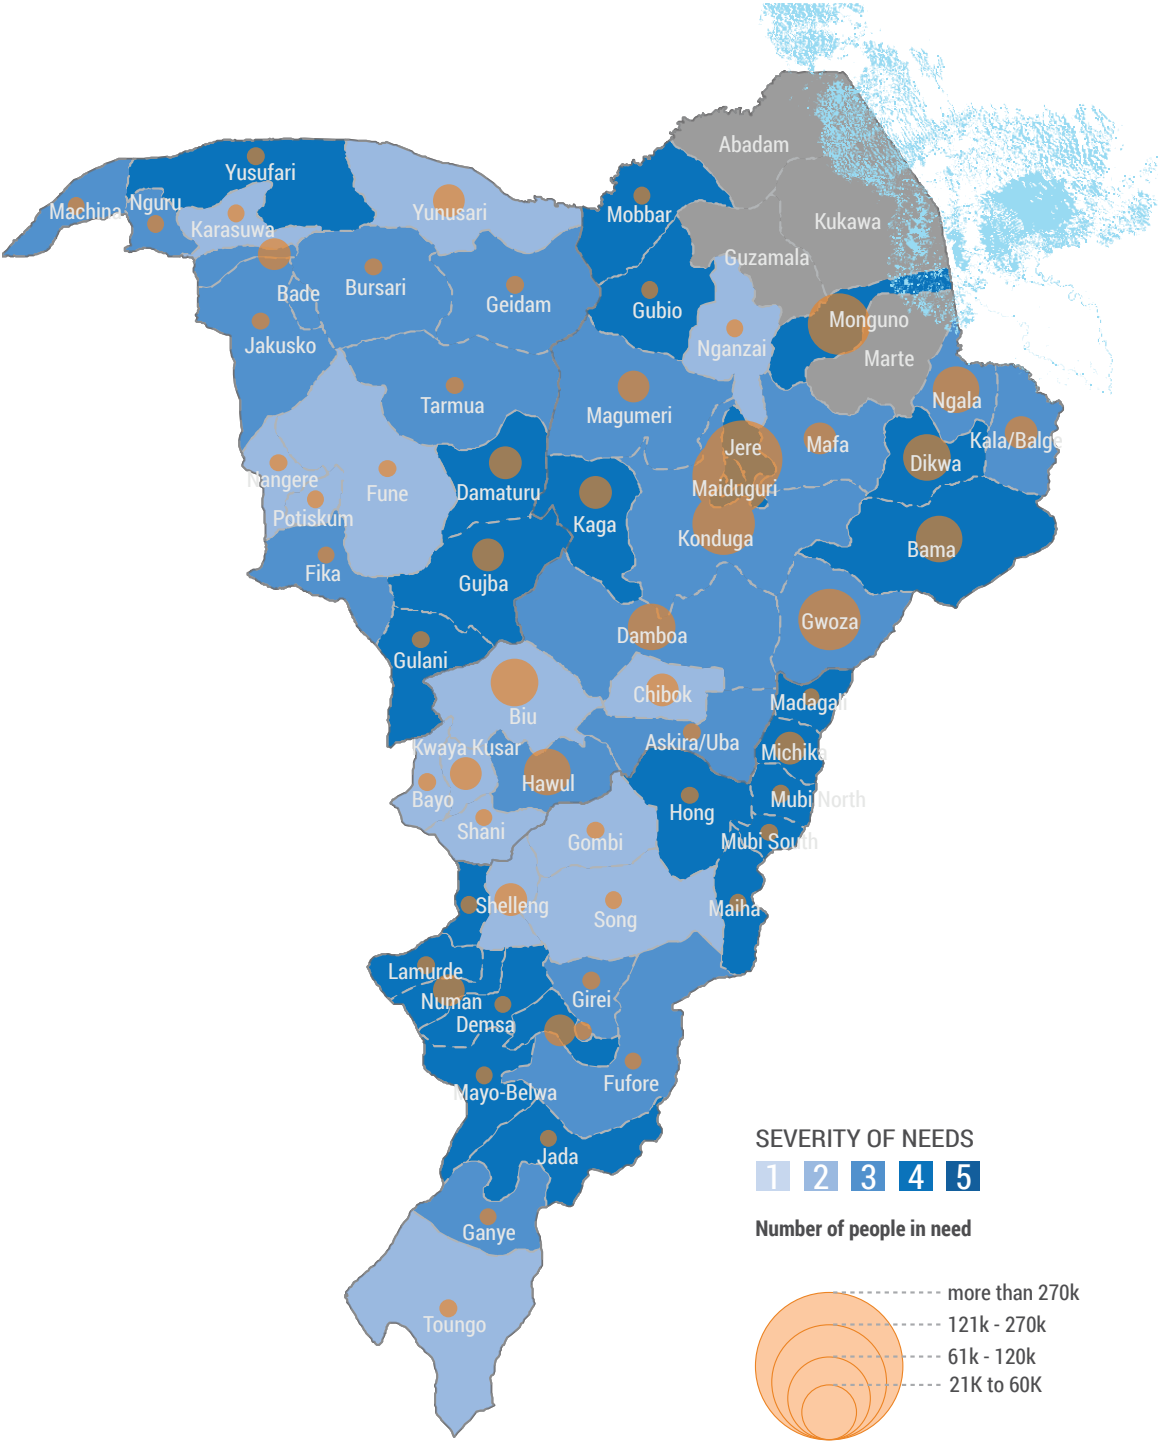 Abadam
Yusufari
Kukawa
Machina
Nguru
Yunusari
Mobbar
Karasuwa
Guzamala
Bade
Bursari
Geidam
Gubio
Monguno
Jakusko
Nganzai
Marte
Tarmua
Magumeri
Ngala
Kala/Balge
Jere
Mafa
Dikwa
Nangere
Fune
Damaturu
Maiduguri
Potiskum
Kaga
Konduga
Bama
Fika
Gujba
Gwoza
Damboa
Gulani
Chibok
Madagali
Biu
Askira/Uba
Michika
Kwaya Kusar
Hawul
Bayo
Hong
Mubi North
Shani
Gombi
Mubi South
Shelleng
Song
Maiha
Lamurde
Numan
Girei
Demsa
Fufore
Mayo-Belwa
Jada
Ganye
Toungo
SEVERITY OF NEEDS
1 2 3 4 5
Number of people in need
more than 270k
121k - 270k
61k - 120k
21K to 60K